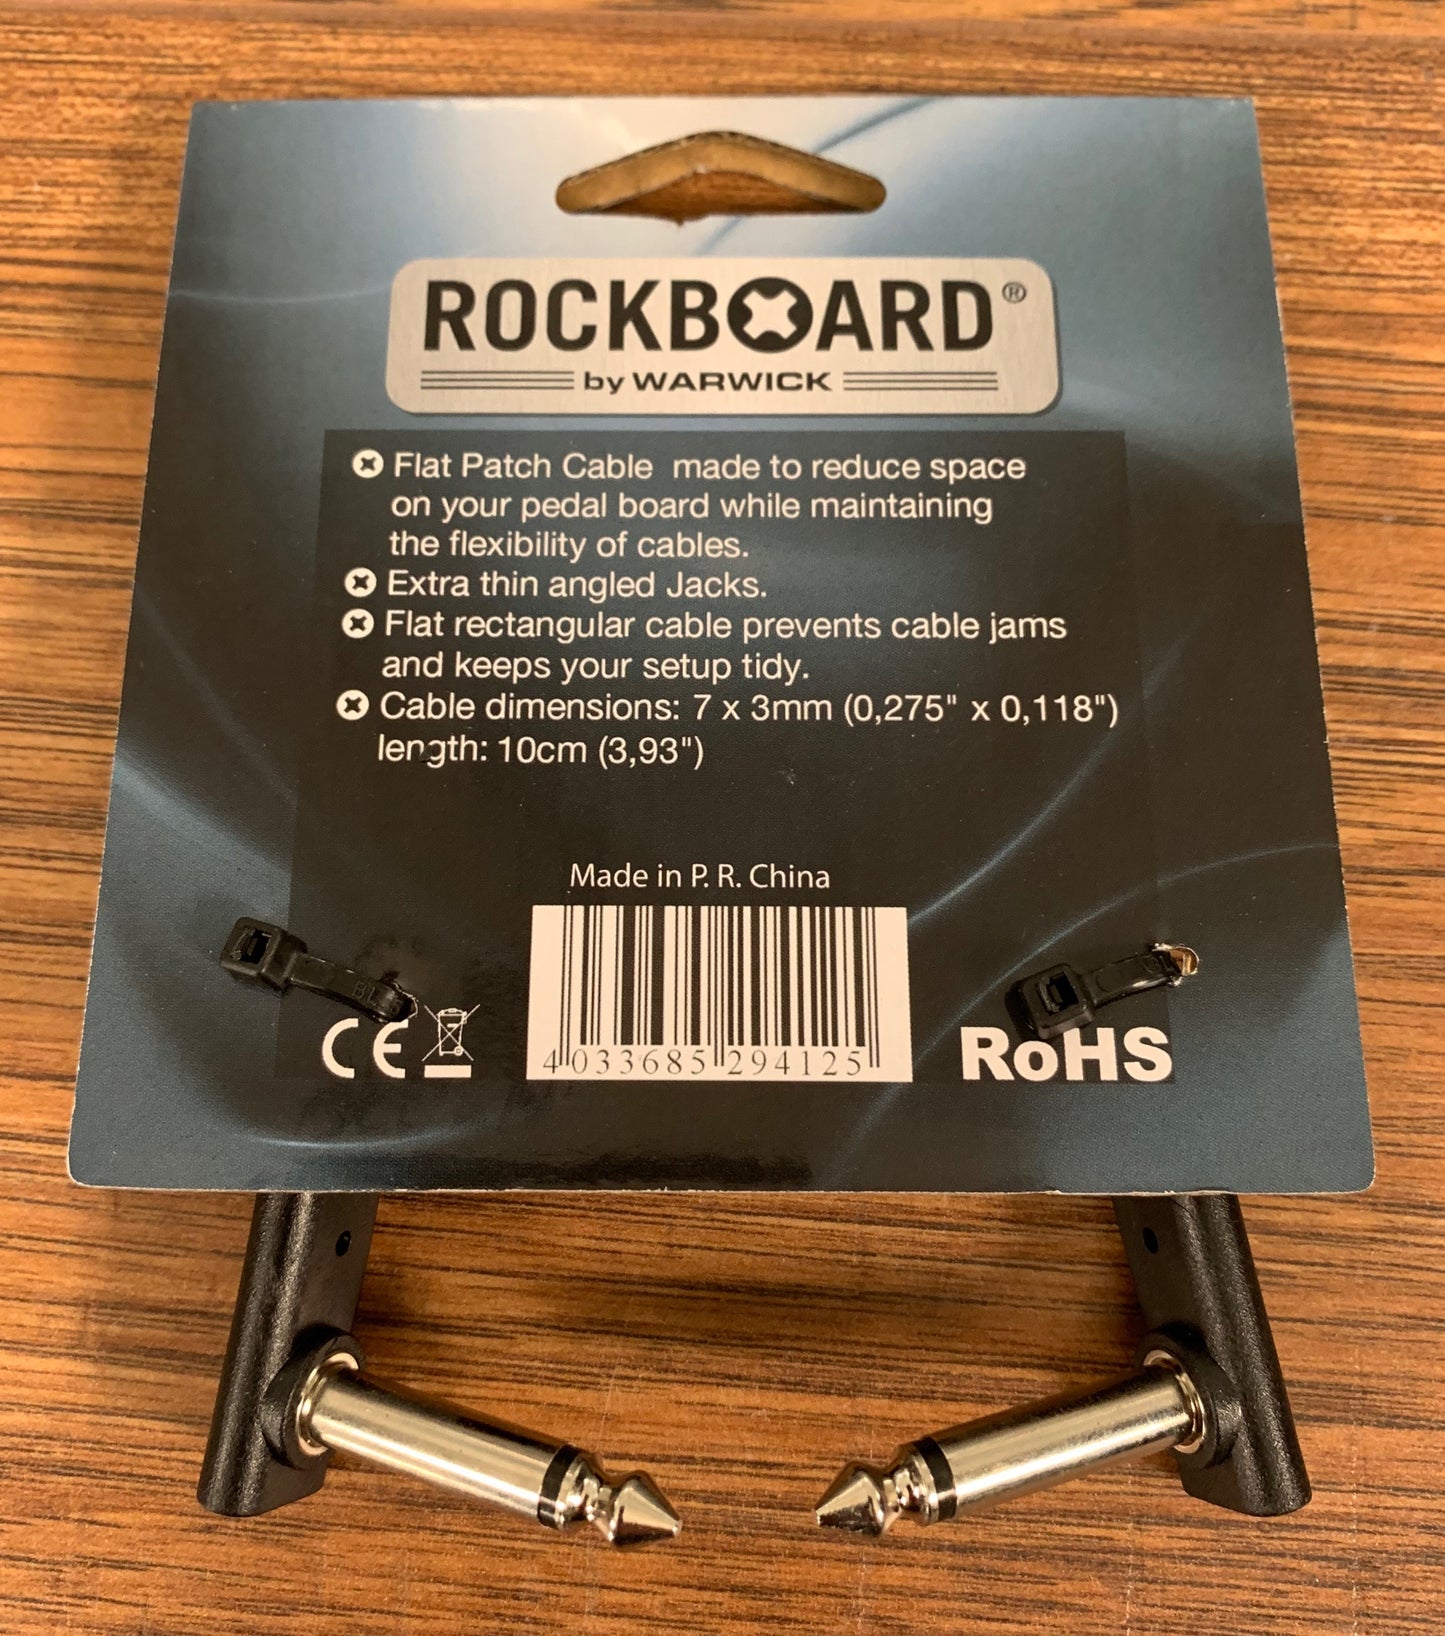 ROCKBOARD®
by WARWICK
Flat Patch Cable made to reduce space
on your pedal board while maintaining
the flexibility of cables.
Extra thin angled Jacks.
Flat rectangular cable prevents cable jams
and keeps your setup tidy.
Cable dimensions: 7 x 3mm (0,275" x 0,118")
length: 10cm (3,93")
Made in P. R. China
4 033685 294125
CE
RoHS